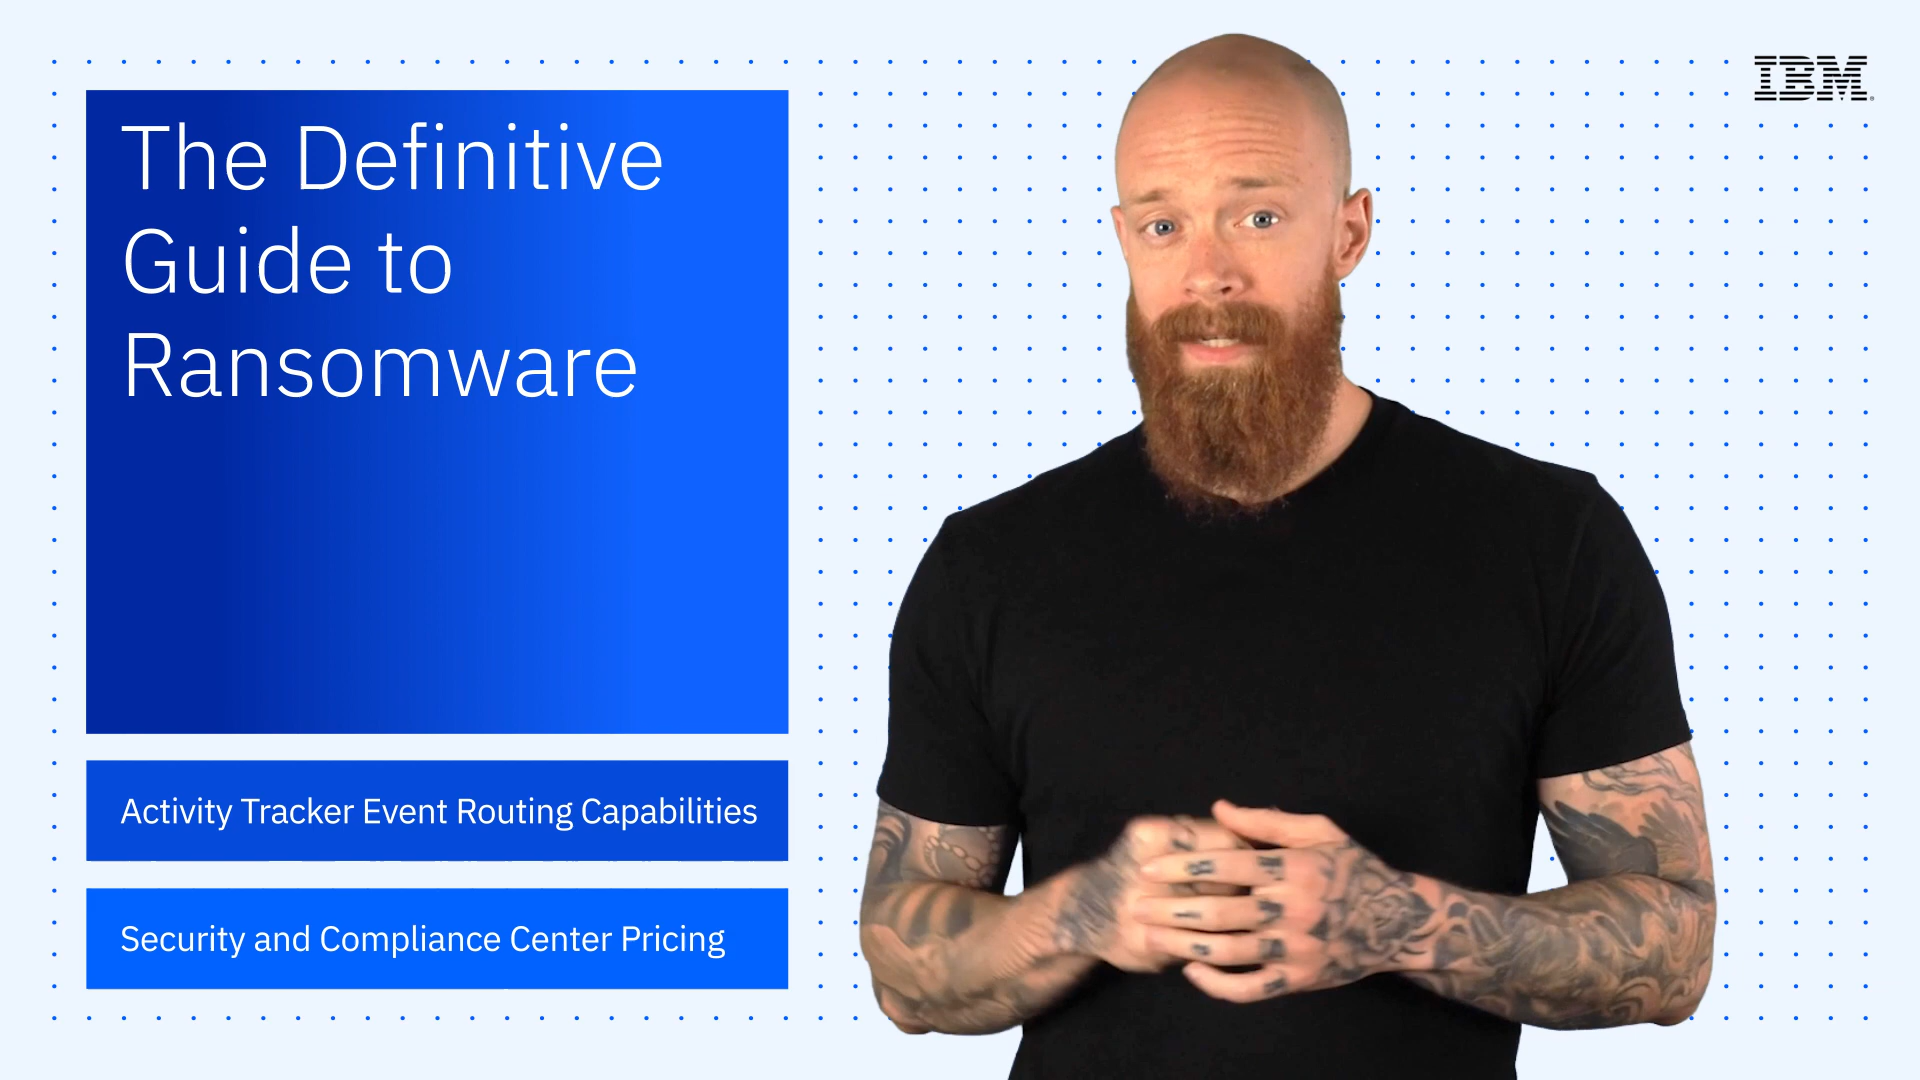 The Definitive
Guide to
Ransomware
Activity Tracker Event Routing Capabilities
Security and Compliance Center Pricing
IBM